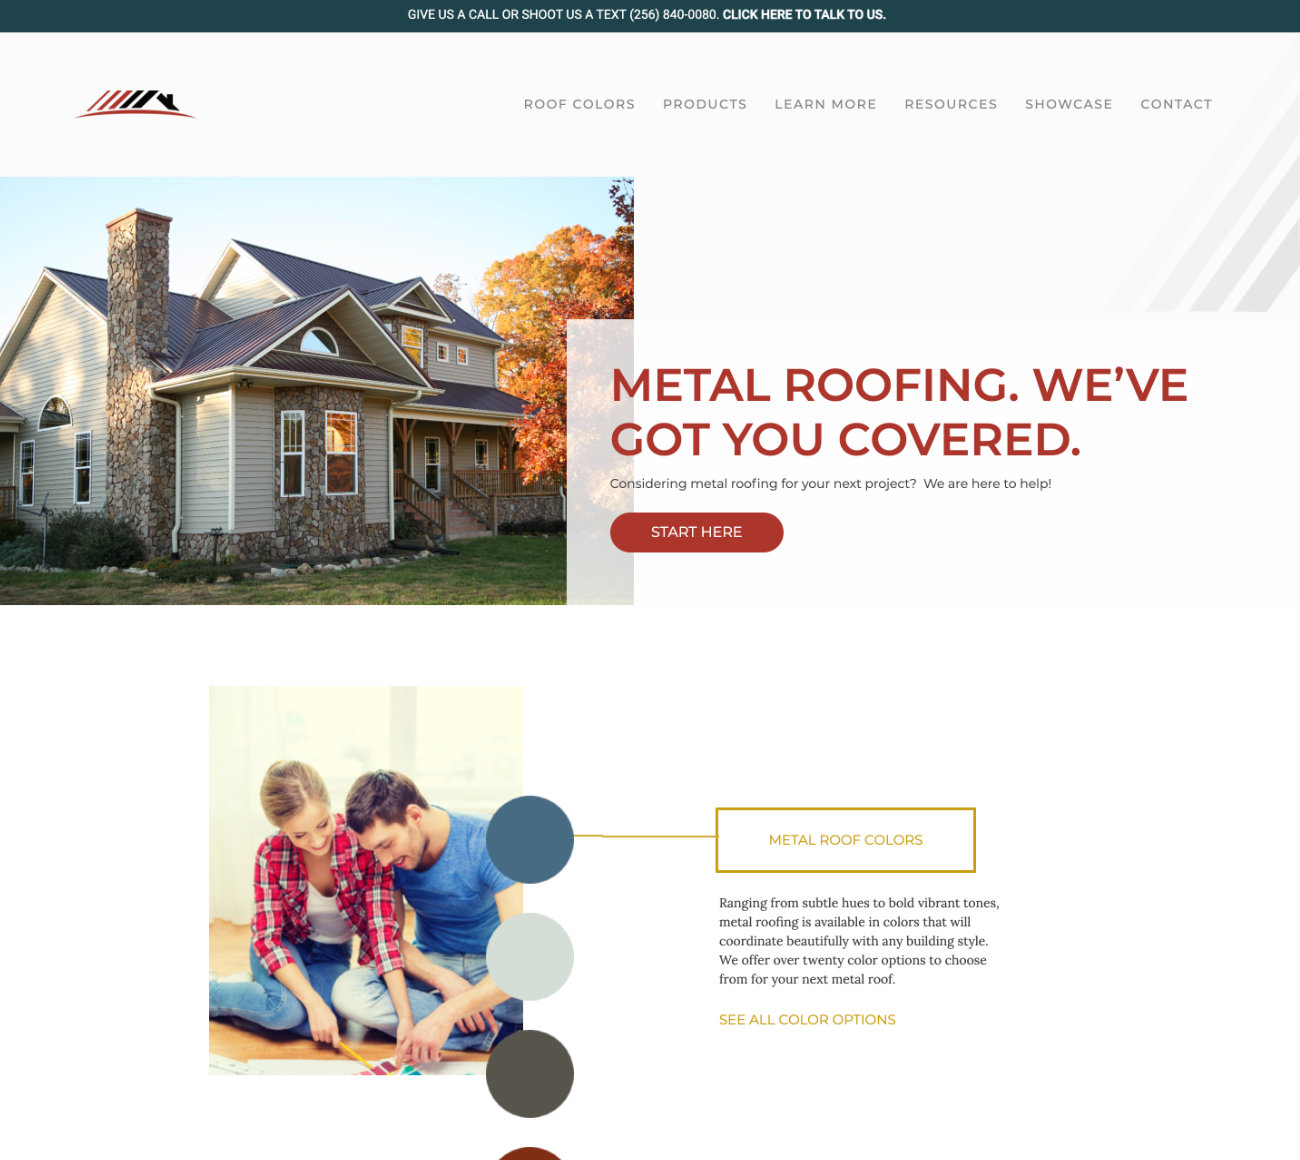 GIVE US A CALL OR SHOOT US A TEXT (256) 840-0080. CLICK HERE TO TALK TO US.
ROOF COLORS PRODUCTS LEARN MORE RESOURCES SHOWCASE CONTACT
METAL ROOFING. WE’VE
GOT YOU COVERED.
Considering metal roofing for your next project?  We are here to help!
START HERE
METAL ROOF COLORS
Ranging from subtle hues to bold vibrant tones,
metal roofing is available in colors that will
coordinate beautifully with any building style.
We offer over twenty color options to choose
from for your next metal roof.
SEE ALL COLOR OPTIONS